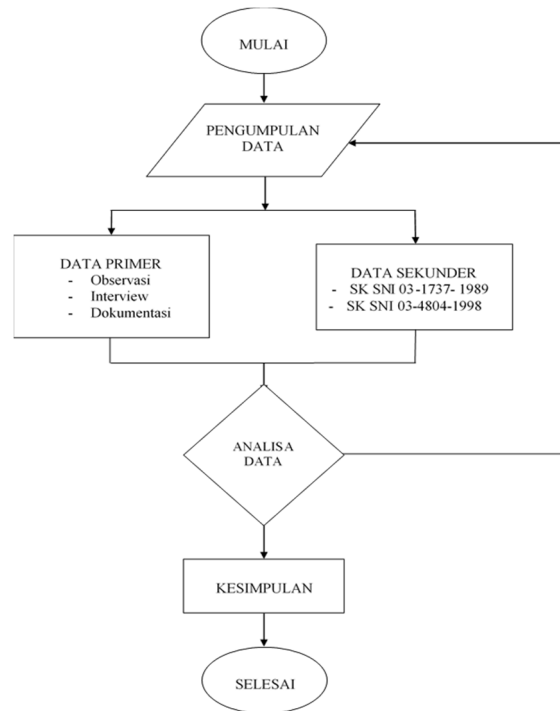 MULAI
PENGUMPULAN
DATA
DATA PRIMER
- Observasi
- Interview
- Dokumentasi
DATA SEKUNDER
- SK SNI 03-1737- 1989
- SK SNI 03-4804-1998
ANALISA
DATA
KESIMPULAN
SELESAI